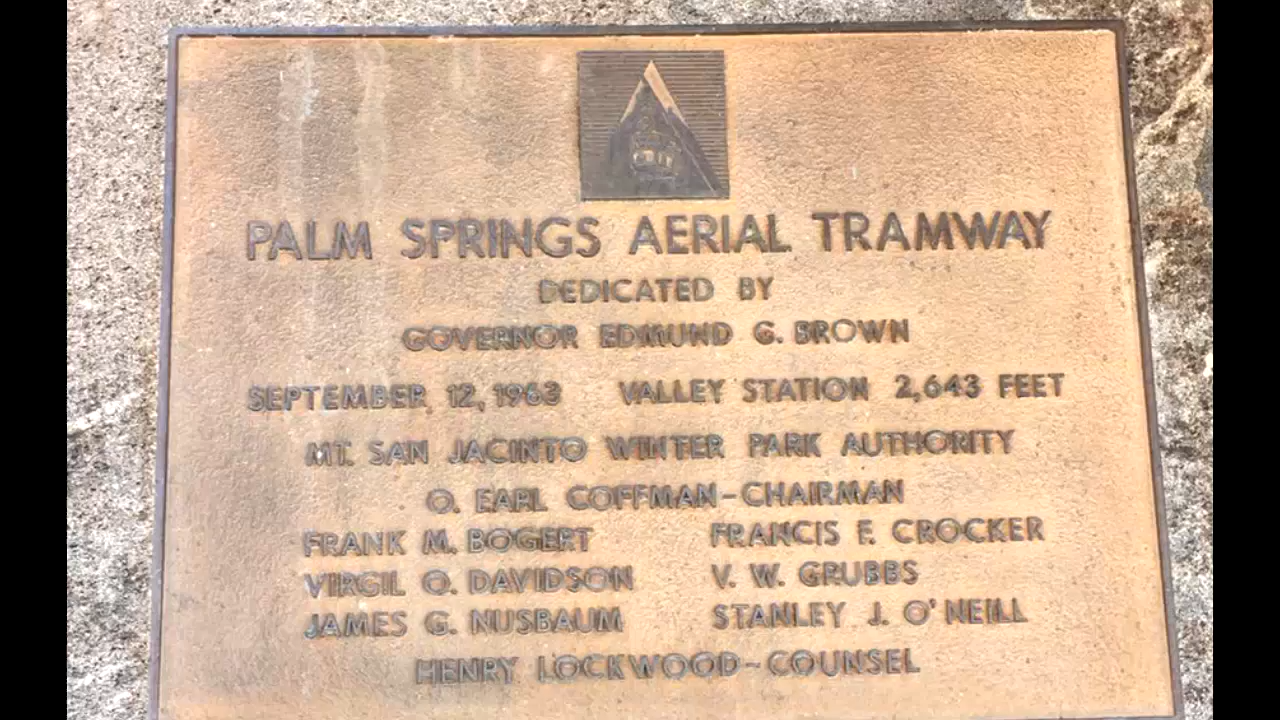 PALM SPRINGS AERIAL TRAMWAY
DEDICATED BY
GOVERNOR EDMUND G. BROWN
SEPTEMBER 12, 1963 VALLEY STATION 2,643 FEET
MT. SAN JACINTO WINTER PARK AUTHORITY
O. EARL COFFMAN - CHAIRMAN
FRANK M. BOGERT FRANCIS F. CROCKER
VIRGIL O. DAVIDSON V. W. GRUBBS
JAMES G. NUSBAUM STANLEY J. O'NEILL
HENRY LOCKWOOD - COUNSEL